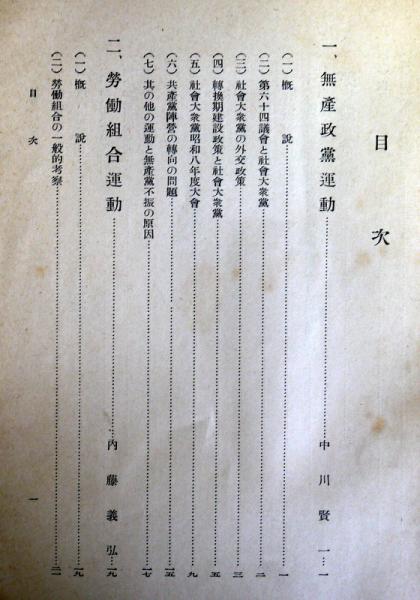 目次
一、無產政黨運動……中川賢一…一
（一）槪說……一
（二）第六十四議會と社會大衆黨……二
（三）社會大衆黨の外交政策……三
（四）轉換期建設政策と社會大衆黨……五
（五）社會大衆黨昭和八年度大會……九
（六）共產黨陣營の轉向の問題……一五
（七）其の他の運動と無產黨不振の原因……一七
二、勞働組合運動……內藤義弘…一九
（一）槪說……一九
（二）勞働組合の一般的考察……二一
目次
一